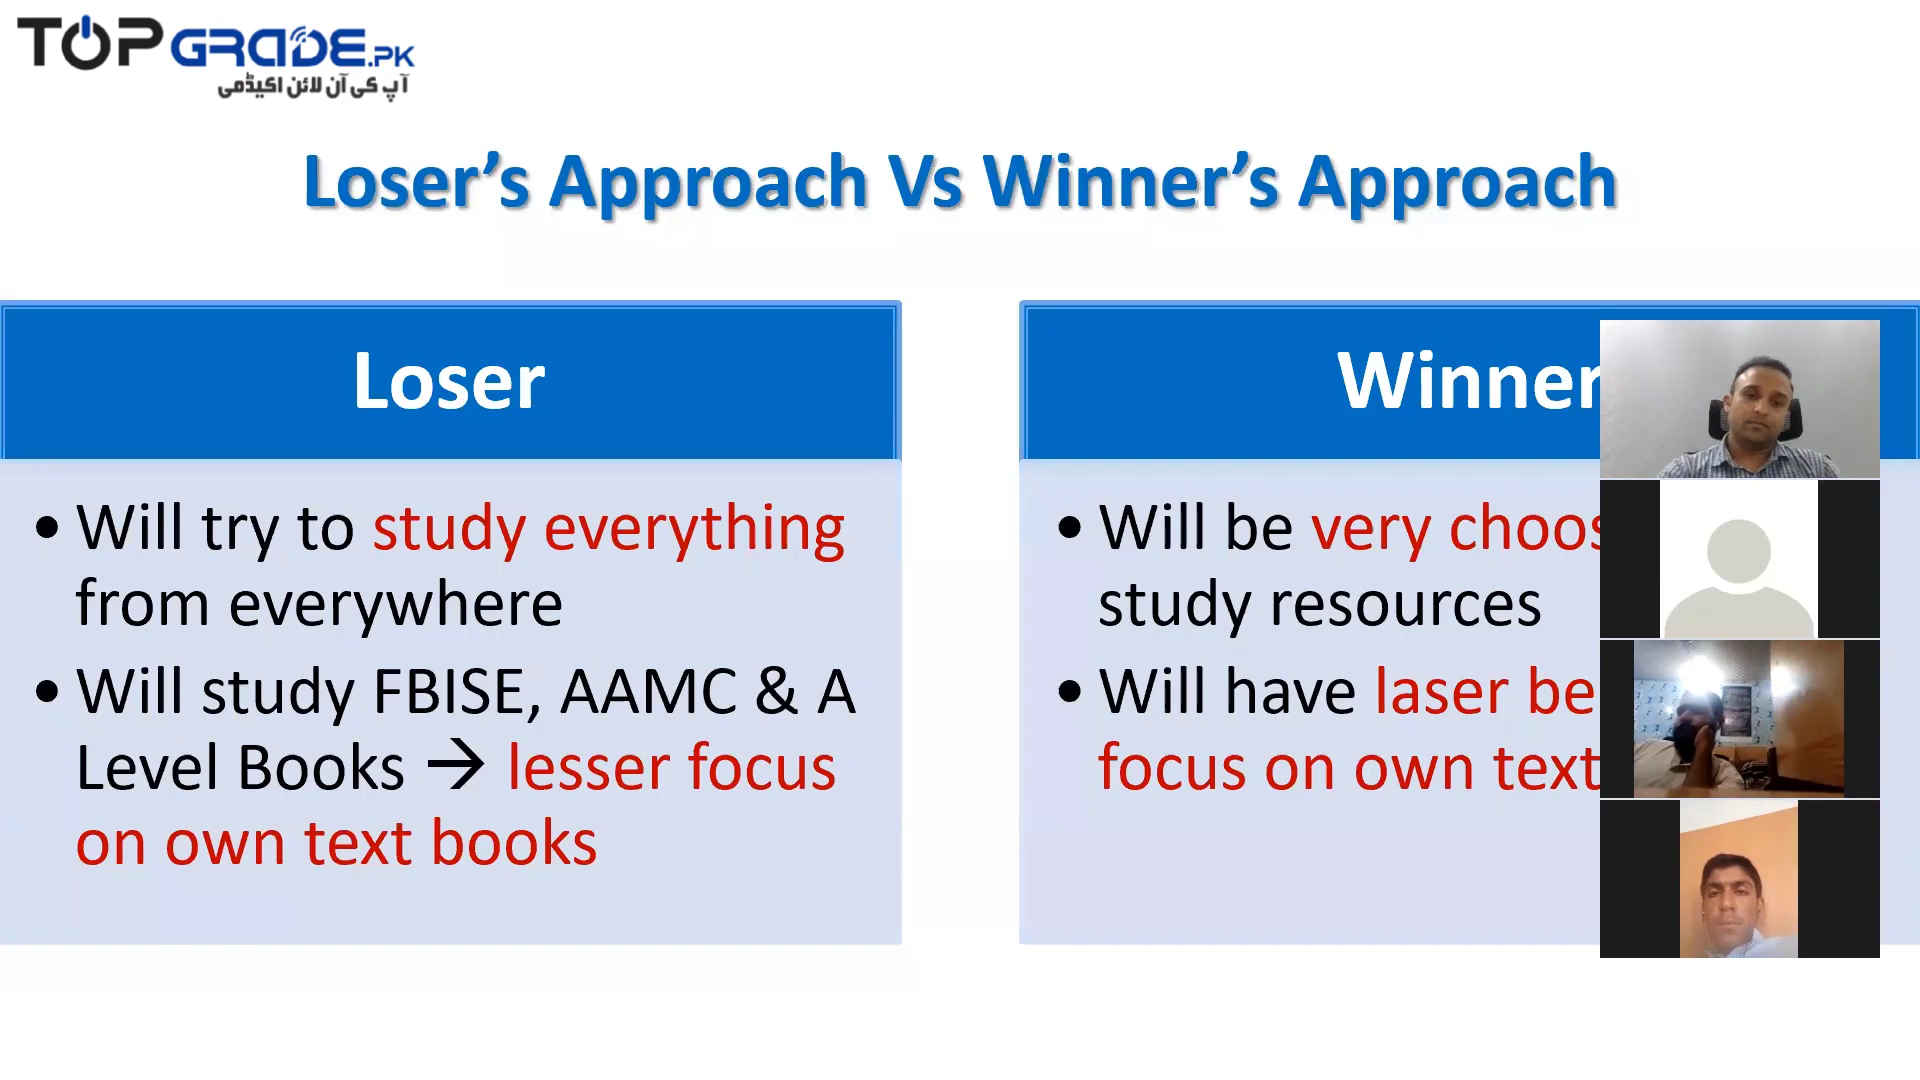 TOPGRADE.PK
آپ کی آن لائن اکیڈمی
Loser’s Approach Vs Winner’s Approach
Loser
• Will try to study everything
from everywhere
• Will study FBISE, AAMC & A
Level Books → lesser focus
on own text books
Winner
• Will be very
study resources
• Will have laser
focus on own text